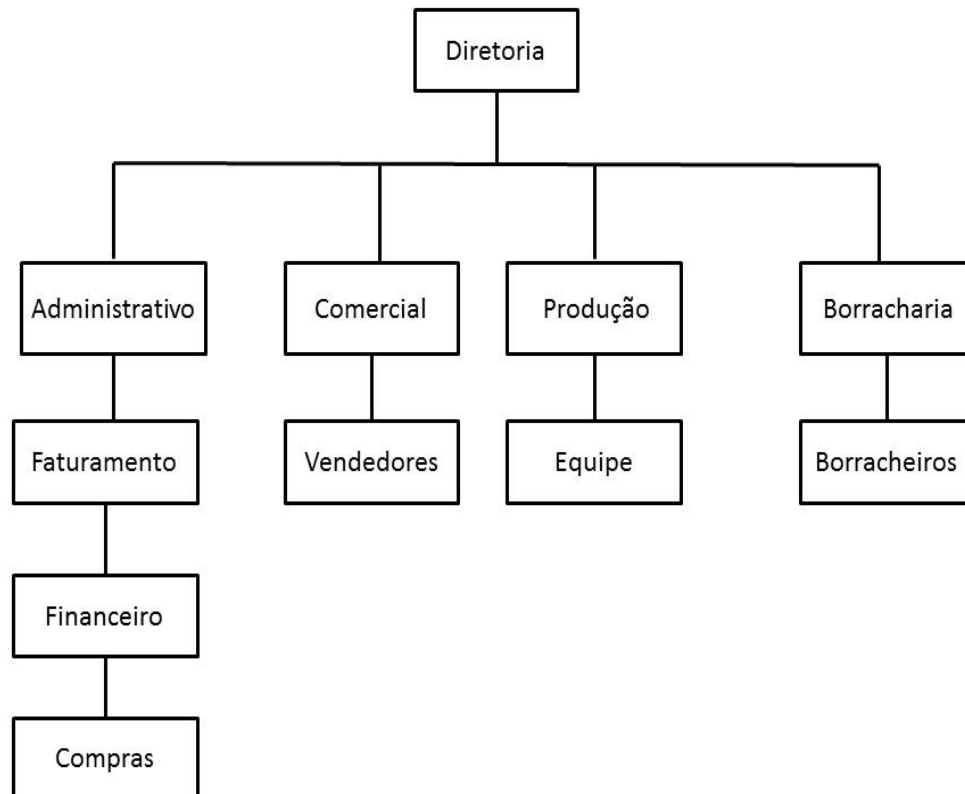 Diretoria
Administrativo
Comercial
Produção
Borracharia
Faturamento
Vendedores
Equipe
Borracheiros
Financeiro
Compras